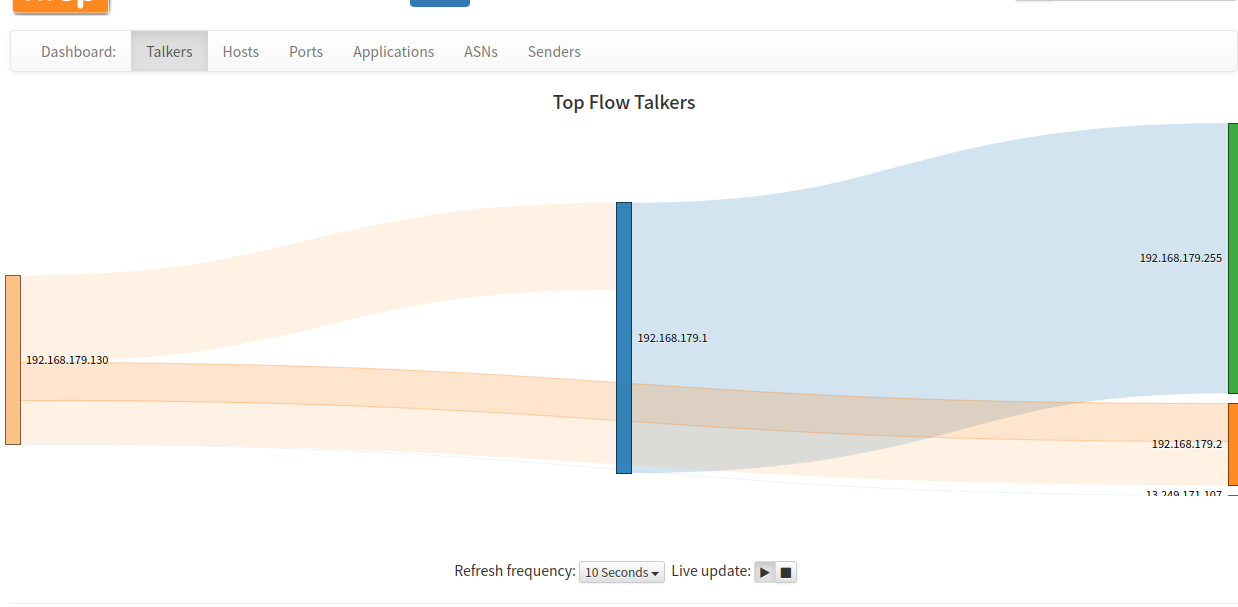 Dashboard: Talkers Hosts Ports Applications ASNs Senders
Top Flow Talkers
192.168.179.255
192.168.179.1
192.168.179.130
192.168.179.2
13.249.171.107
Refresh frequency: 10 Seconds Live update: